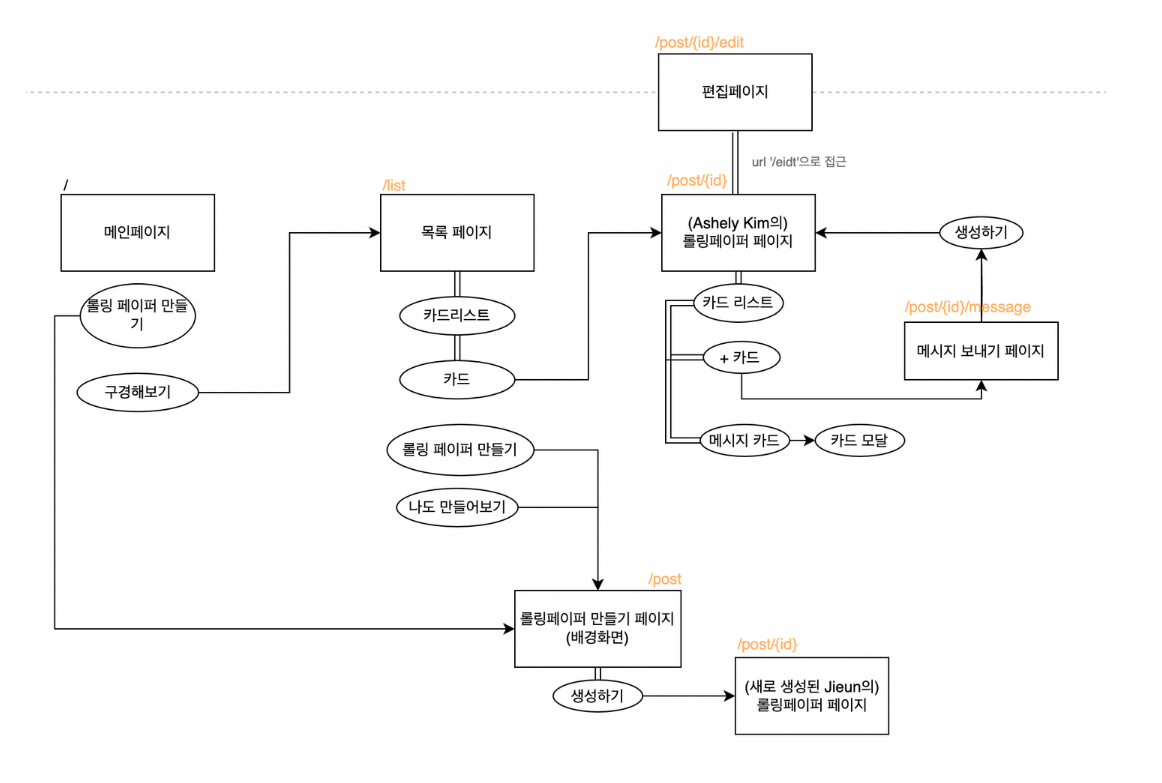 /post/{id}/edit
편집페이지
url '/eidt'으로 접근
/
메인페이지
롤링 페이퍼 만들
기
구경해보기
/list
목록 페이지
카드리스트
카드
롤링 페이퍼 만들기
나도 만들어보기
/post/{id}
(Ashely Kim의)
롤링페이퍼 페이지
카드 리스트
+ 카드
메시지 카드
카드 모달
생성하기
/post/{id}/message
메시지 보내기 페이지
/post
롤링페이퍼 만들기 페이지
(배경화면)
생성하기
/post/{id}
(새로 생성된 Jieun의)
롤링페이퍼 페이지